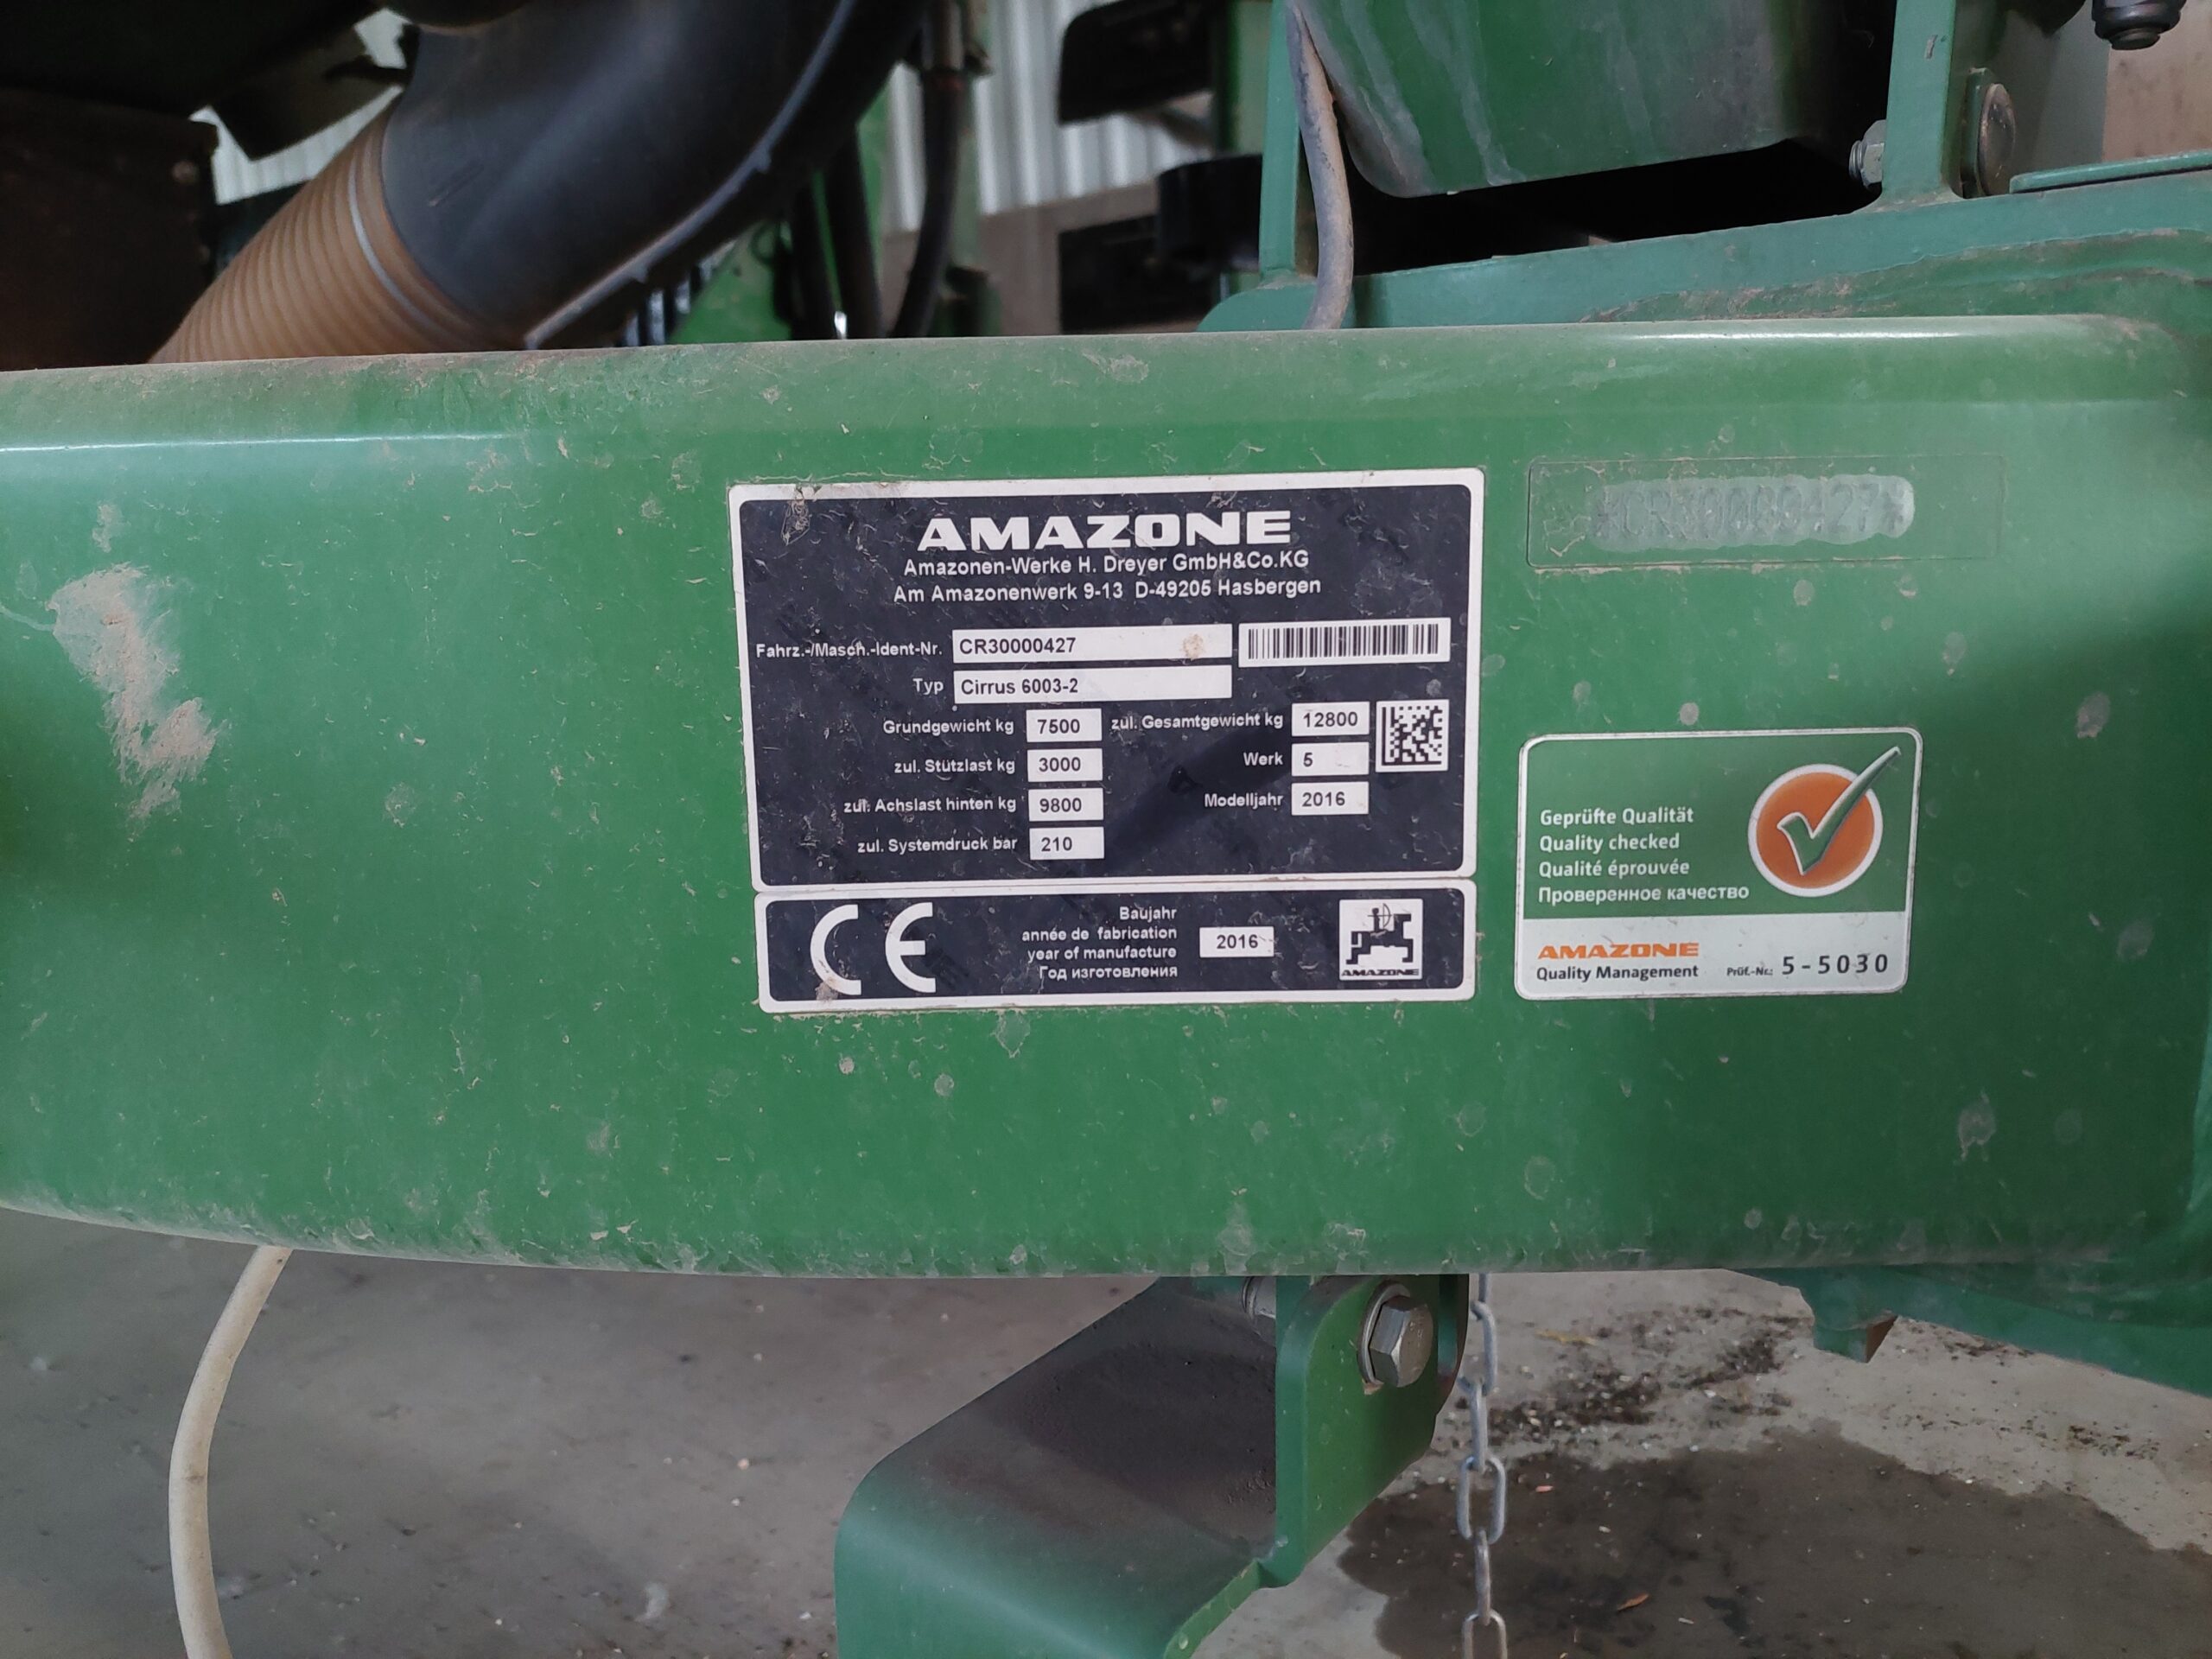 AMAZONE
Amazonen-Werke H. Dreyer GmbH&Co.KG
Am Amazonenwerk 9-13 D-49205 Hasbergen
Fahrz.-/Masch.-Ident-Nr. CR30000427
Typ Cirrus 6003-2
Grundgewicht kg 7500 zul. Gesamtgewicht kg 12800
zul. Stützlast kg 3000 Werk 5
zul. Achslast hinten kg 9800 Modelljahr 2016
zul. Systemdruck bar 210
CE
Baujahr
année de fabrication
year of manufacture
Год изготовления
2016
AMAZONE
*CR30000427*
Geprüfte Qualität
Quality checked
Qualité éprouvée
Проверенное качество
AMAZONE
Quality Management Prüf.-Nr.: 5-5030